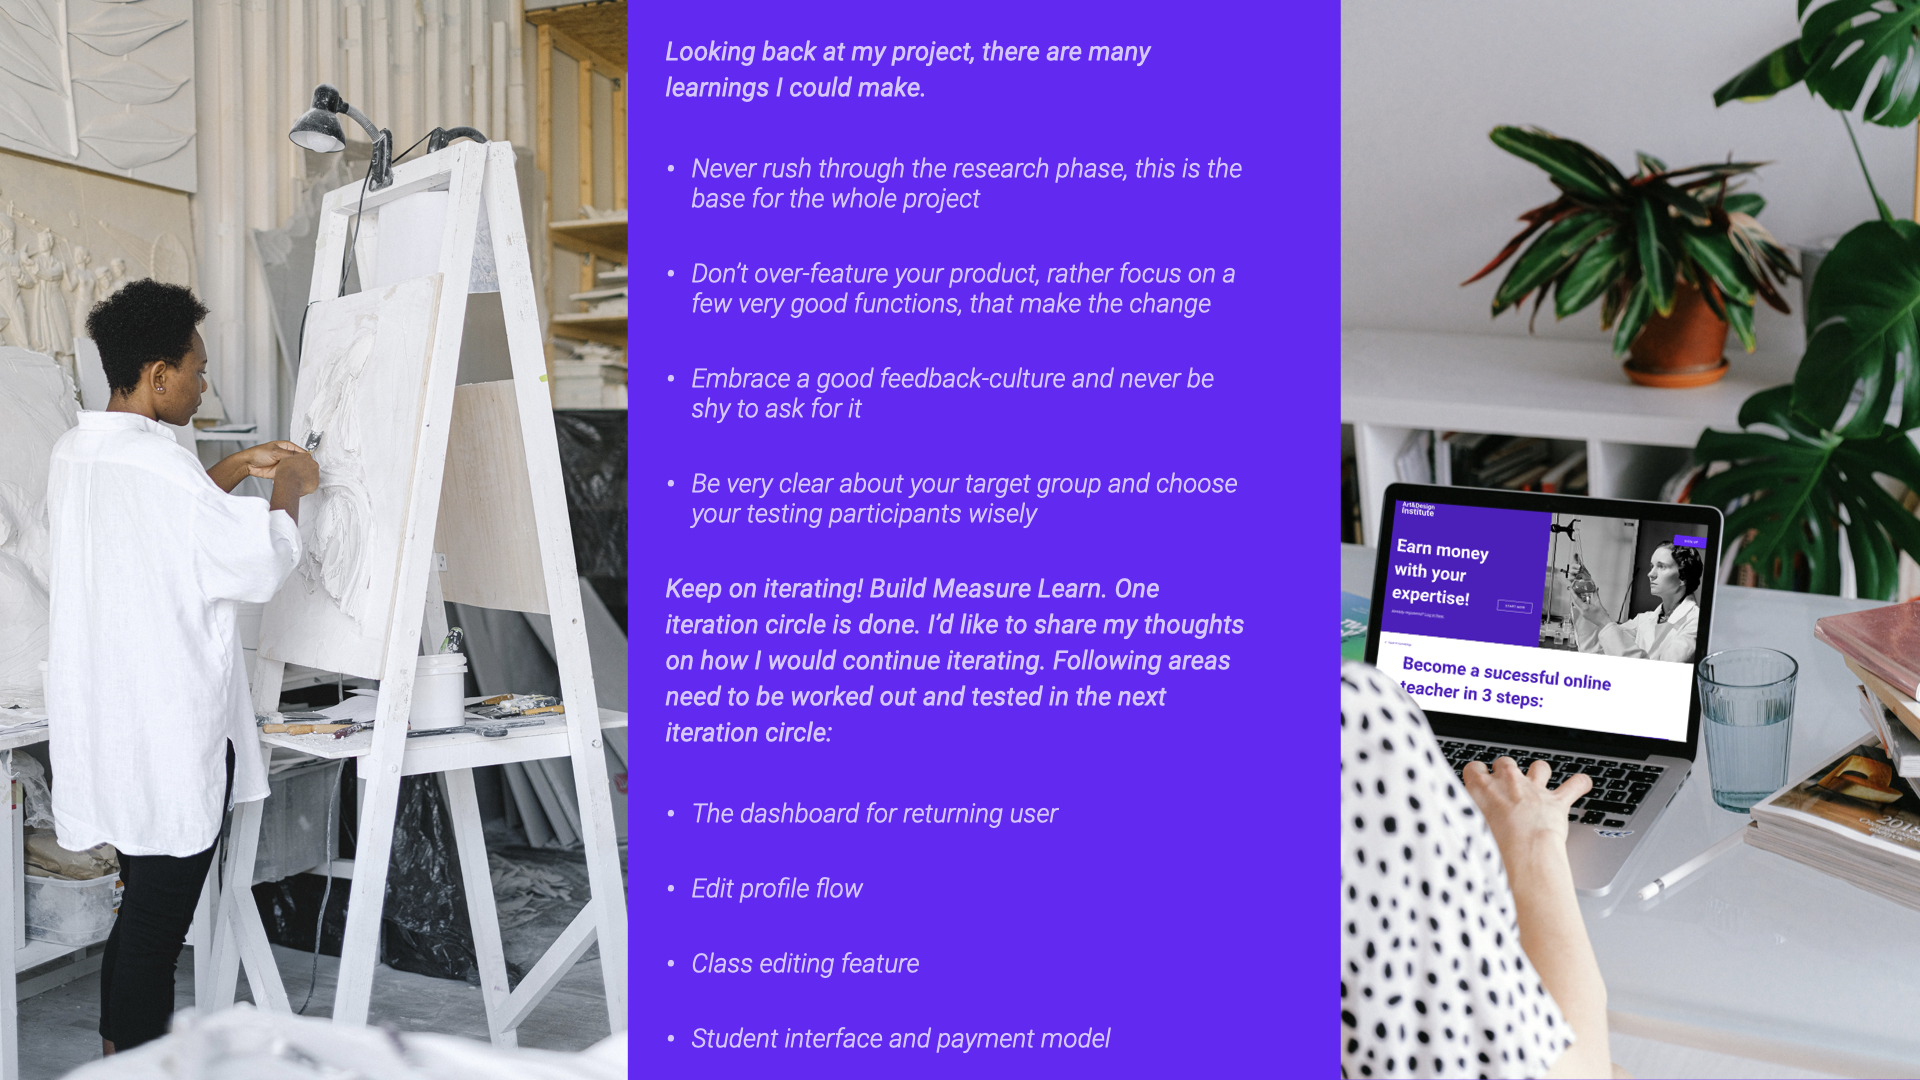 Looking back at my project, there are many
learnings I could make.
• Never rush through the research phase, this is the
base for the whole project
• Don't over-feature your product, rather focus on a
few very good functions, that make the change
• Embrace a good feedback-culture and never be
shy to ask for it
• Be very clear about your target group and choose
your testing participants wisely
Keep on iterating! Build Measure Learn. One
iteration circle is done. I'd like to share my thoughts
on how I would continue iterating. Following areas
need to be worked out and tested in the next
iteration circle:
• The dashboard for returning user
• Edit profile flow
• Class editing feature
• Student interface and payment model
Art&Design
Institute
Earn money
with your
expertise!
START NOW
SIGN UP
Become a sucessful online
teacher in 3 steps:
2018